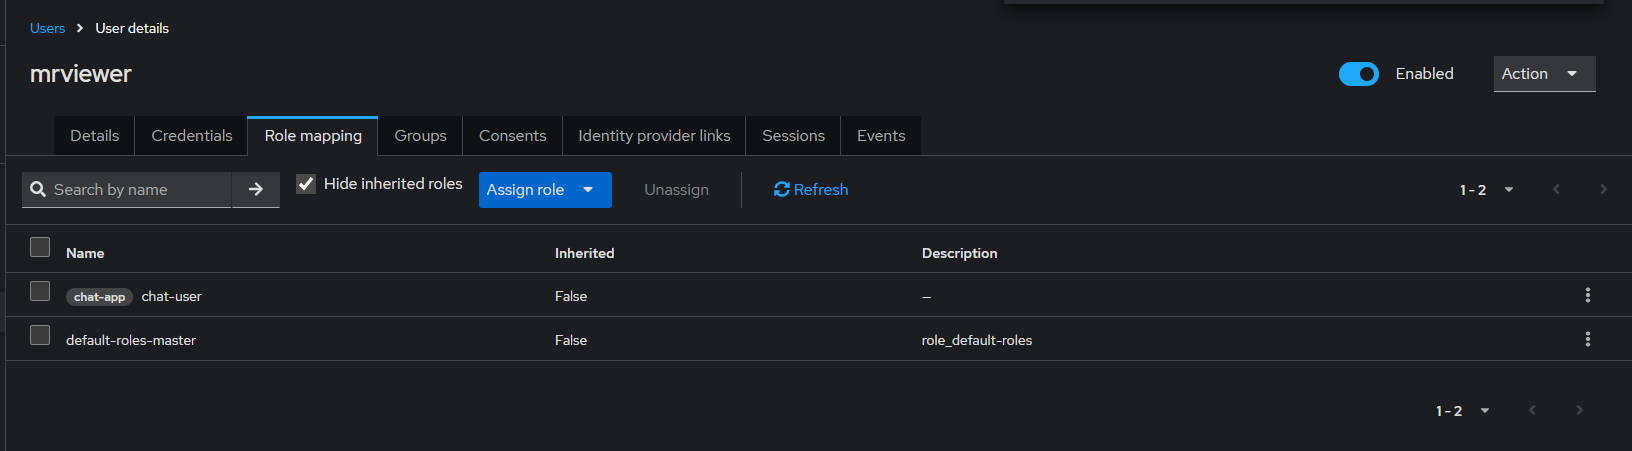 Users > User details
mrviewer
Enabled
Action
Details Credentials Role mapping Groups Consents Identity provider links Sessions Events
Search by name
Hide inherited roles
Assign role
Unassign
Refresh
1 - 2
Name Inherited Description
chat-app chat-user False –
default-roles-master False role_default-roles
1 - 2